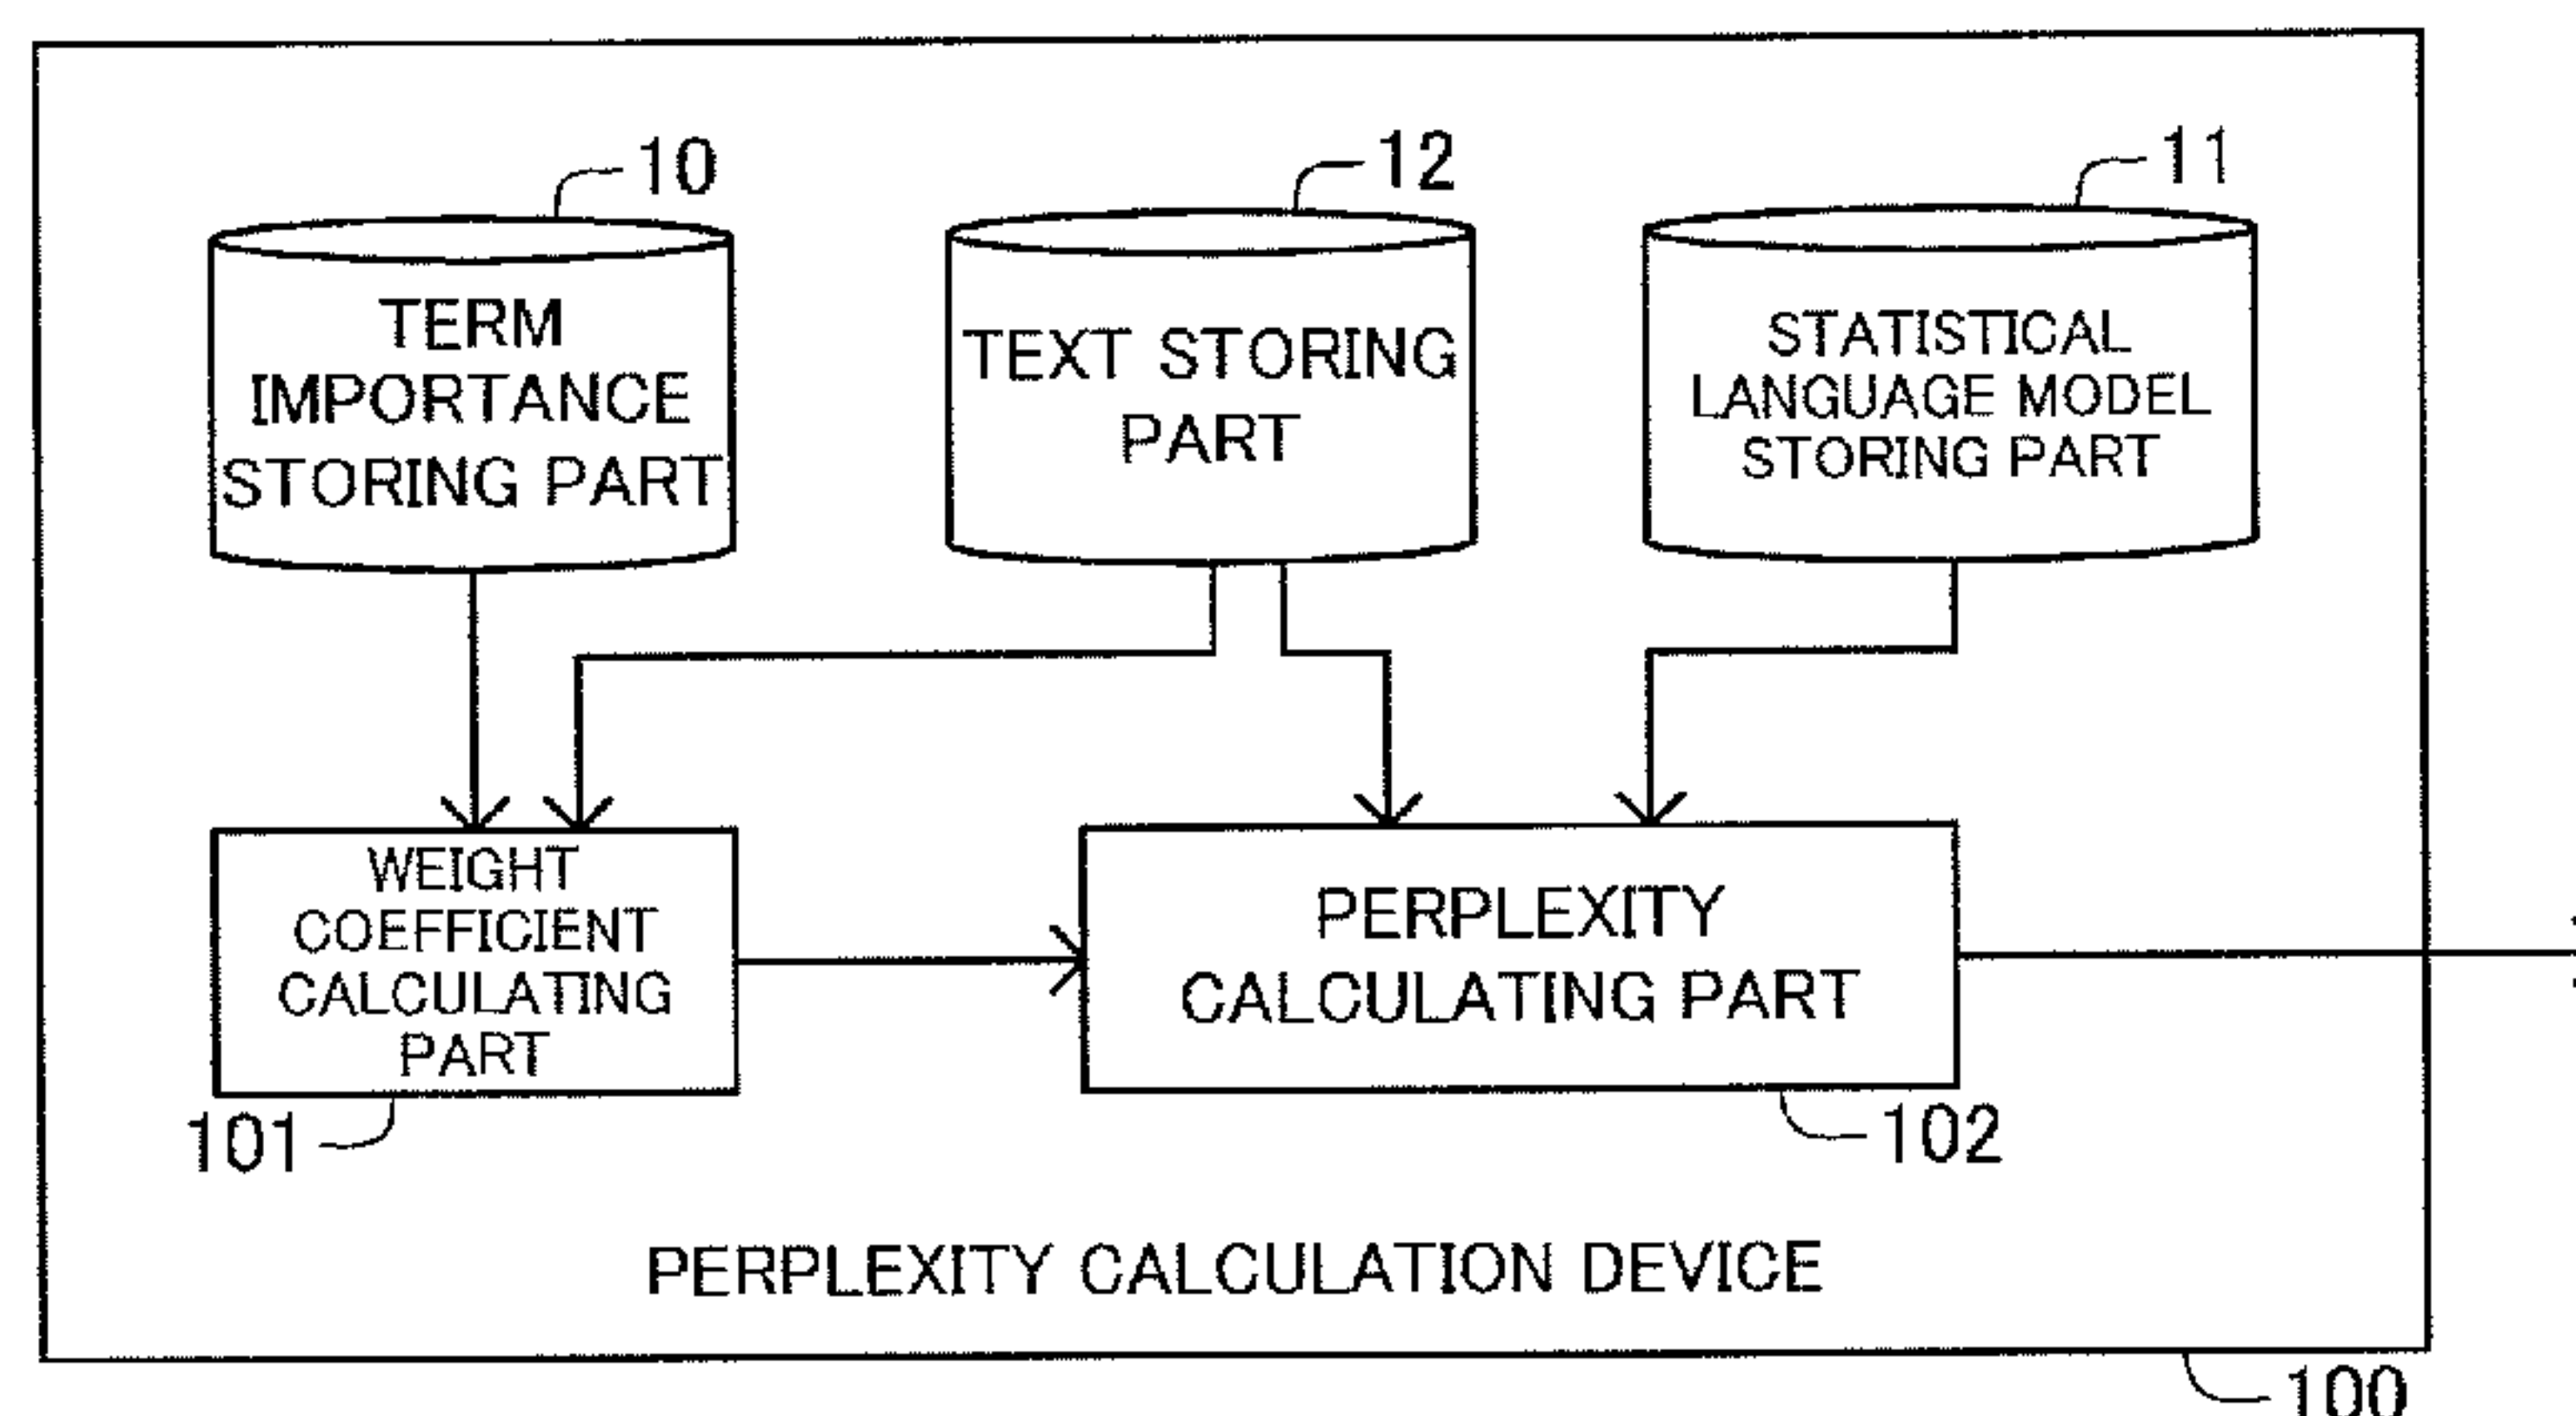 10
12
11
TERM
IMPORTANCE
STORING PART
TEXT STORING
PART
STATISTICAL
LANGUAGE MODEL
STORING PART
WEIGHT
COEFFICIENT
CALCULATING
PART
PERPLEXITY
CALCULATING PART
101
102
PERPLEXITY CALCULATION DEVICE
100